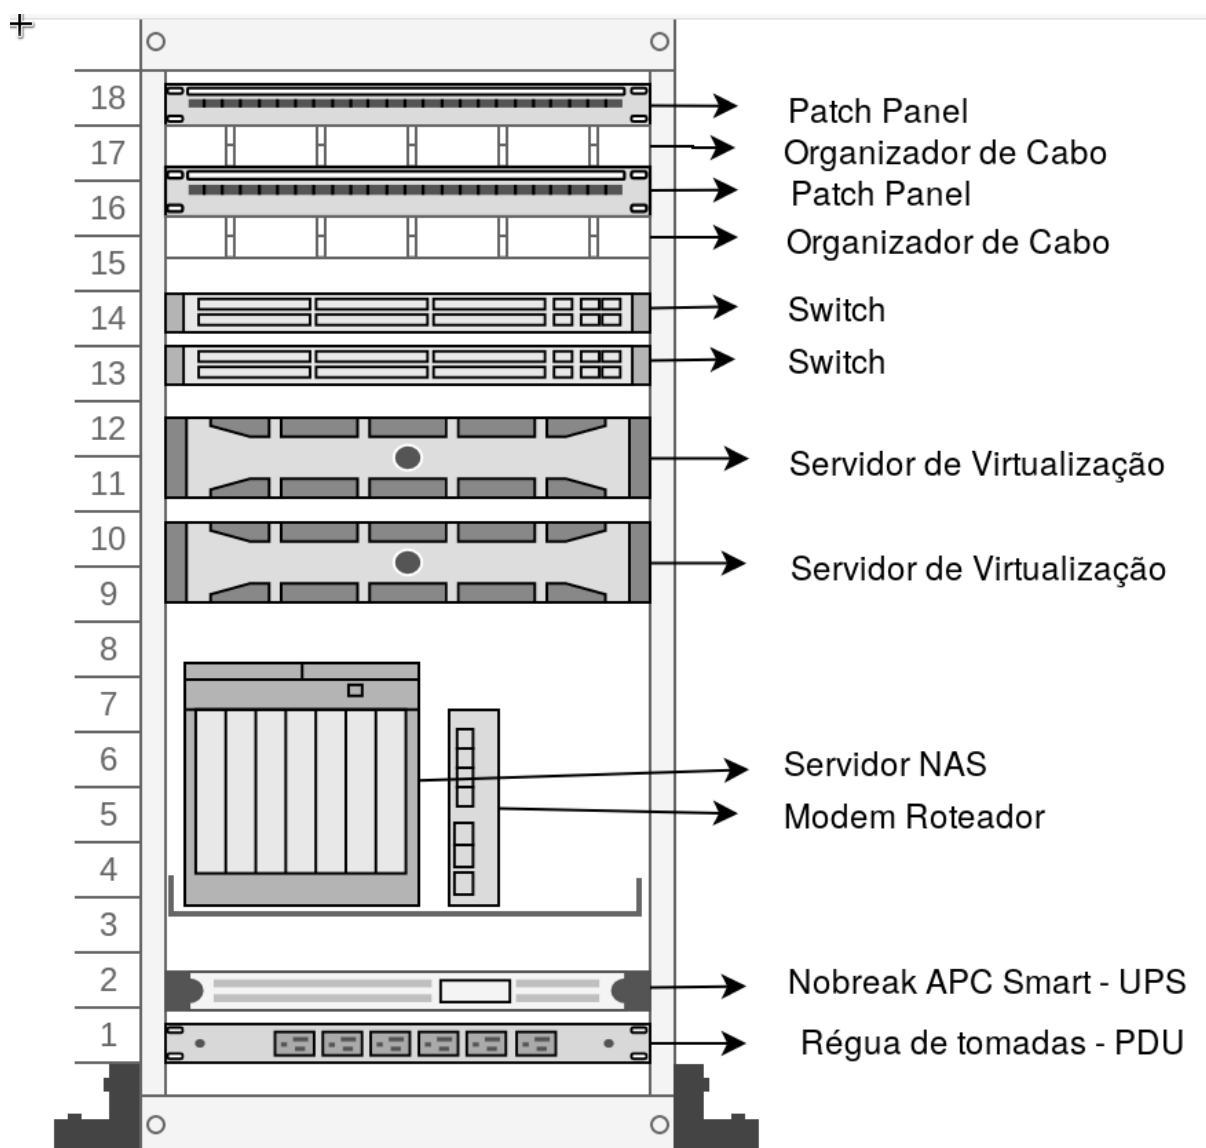 18
Patch Panel
17
Organizador de Cabo
16
Patch Panel
15
Organizador de Cabo
14
Switch
13
Switch
12
11
Servidor de Virtualização
10
9
Servidor de Virtualização
8
7
6
Servidor NAS
5
Modem Roteador
4
3
2
Nobreak APC Smart - UPS
1
Régua de tomadas - PDU